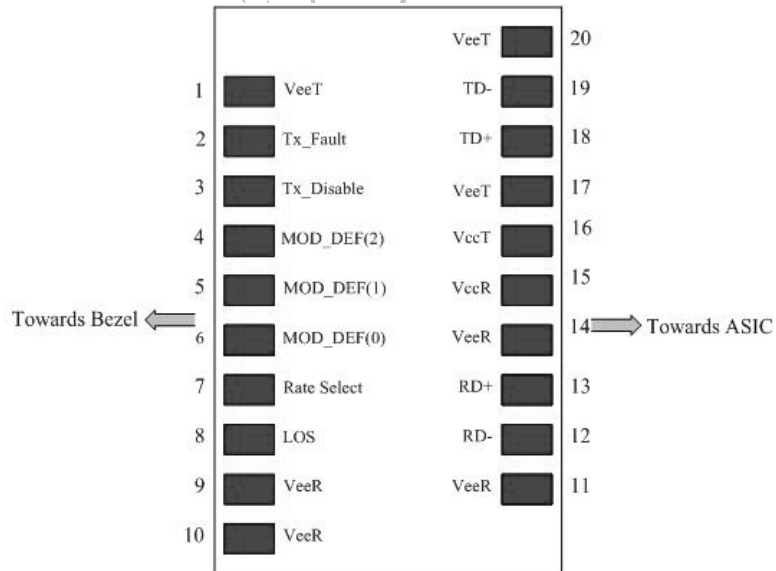 VeeT 20
1 VeeT TD- 19
2 Tx_Fault TD+ 18
3 Tx_Disable VeeT 17
4 MOD_DEF(2) VccT 16
5 MOD_DEF(1) VccR 15
Towards Bezel 6 MOD_DEF(0) VeeR 14 Towards ASIC
7 Rate Select RD+ 13
8 LOS RD- 12
9 VeeR VeeR 11
10 VeeR